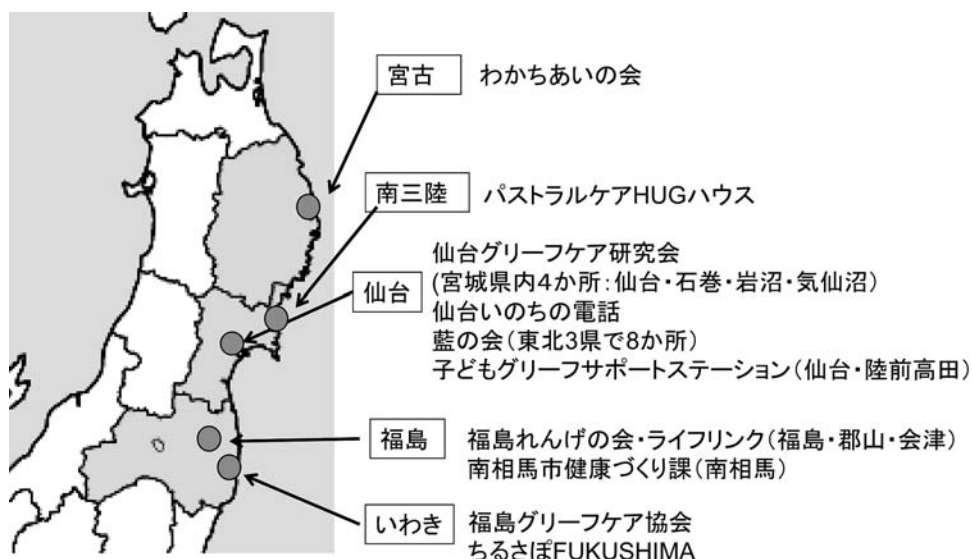 宮古 わかちあいの会
南三陸 パストラルケアHUGハウス
仙台 仙台グリーフケア研究会
(宮城県内4か所:仙台・石巻・岩沼・気仙沼)
仙台いのちの電話
藍の会(東北3県で8か所)
子どもグリーフサポートステーション(仙台・陸前高田)
福島 福島れんげの会・ライフリンク(福島・郡山・会津)
南相馬市健康づくり課(南相馬)
いわき 福島グリーフケア協会
ちるさぽFUKUSHIMA